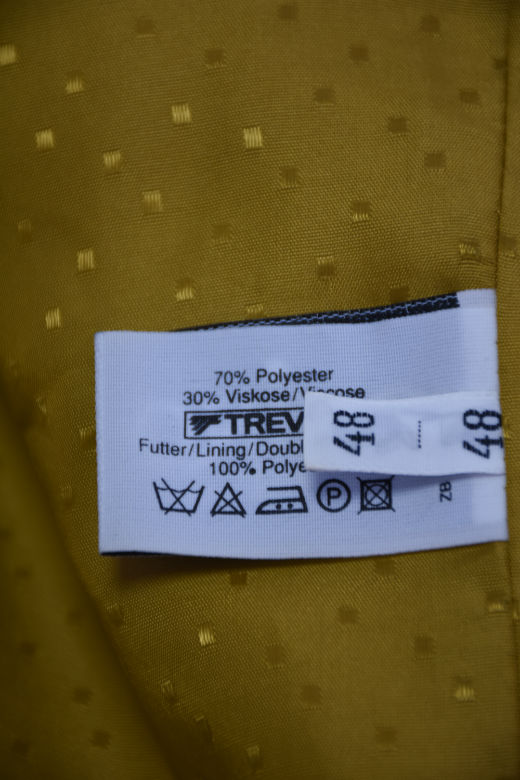 70% Polyester
30% Viskose/Viscose
TREV
Futter/Lining/Doubl
100% Polye
48 48
P
ZB